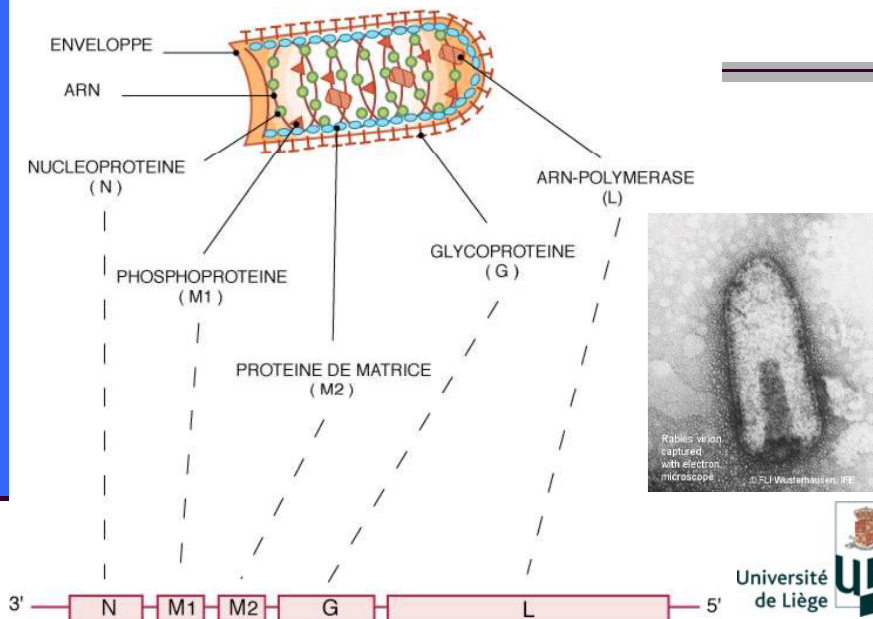 ENVELOPPE
ARN
NUCLEOPROTEINE
( N )
PHOSPHOPROTEINE
( M1 )
PROTEINE DE MATRICE
( M2 )
GLYCOPROTEINE
( G )
ARN-POLYMERASE
(L)
Rabies virion
captured
with electron
microscope
© FLI Wusterhausen, IFE
3' N M1 M2 G L 5'
Université
de Liège